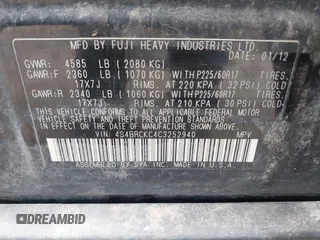 MFD. BY FUJI HEAVY INDUSTRIES LTD. 01/12
GVWR: 4585 LB (2080 KG)
GAWR:F 2360 LB (1070 KG) WITH P225/60R17 TIRES,
17X7J RIMS, AT 220 KPA ( 32 PSI) COLD.
GAWR:R 2340 LB (1060 KG) WITH P225/60R17 TIRES,
17X7J RIMS, AT 210 KPA ( 30 PSI) COLD.
THIS VEHICLE CONFORMS TO ALL APPLICABLE FEDERAL MOTOR
VEHICLE SAFETY AND THEFT PREVENTION STANDARDS
IN EFFECT ON THE DATE OF MANUFACTURE SHOWN ABOVE.
ASSEMBLED BY SIA, INC. IN U.S.A.
VIN: 4S4BRCKC4C3252940 MPV
STEAMBID